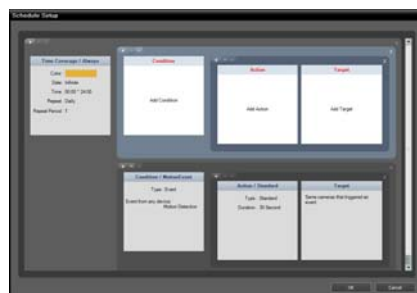 Schedule Setup
Time Coverage / Always
Color:
Date: Infinite
Time: 00:00 ~ 24:00
Repeat: Daily
Repeat Period: 1
Condition
Add Condition
Action
Add Action
Target
Add Target
Condition / MotionEvent
Type: Event
Event from any device:
Motion Detection
Action / Standard
Type: Standard
Duration: 30 Second
Target
Same cameras that triggered an
event
OK
Cancel